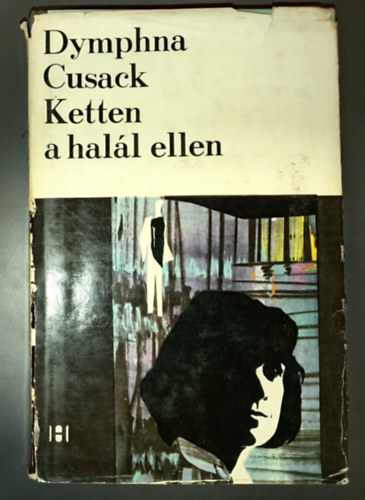 Dymphna
Cusack
Ketten
a halál ellen